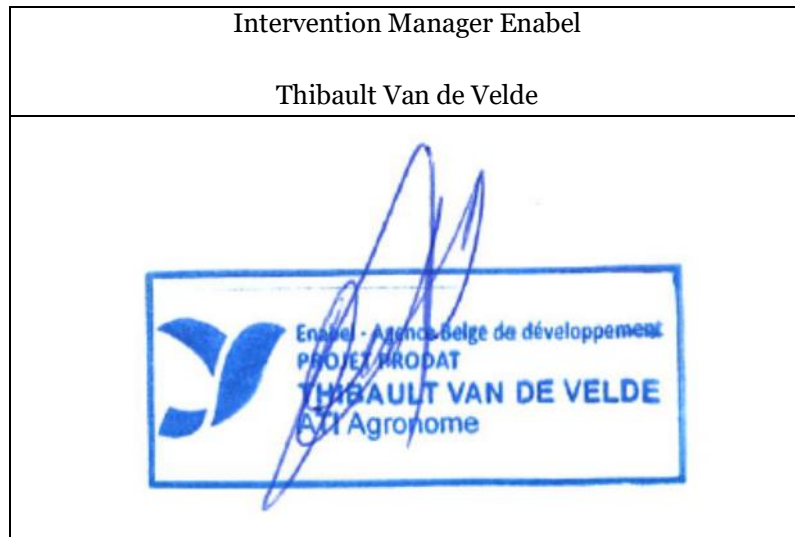 Intervention Manager Enabel
Thibault Van de Velde
Enabel - Agence Belge de développement
PROJET PRODAT
THIBAULT VAN DE VELDE
ATI Agronome